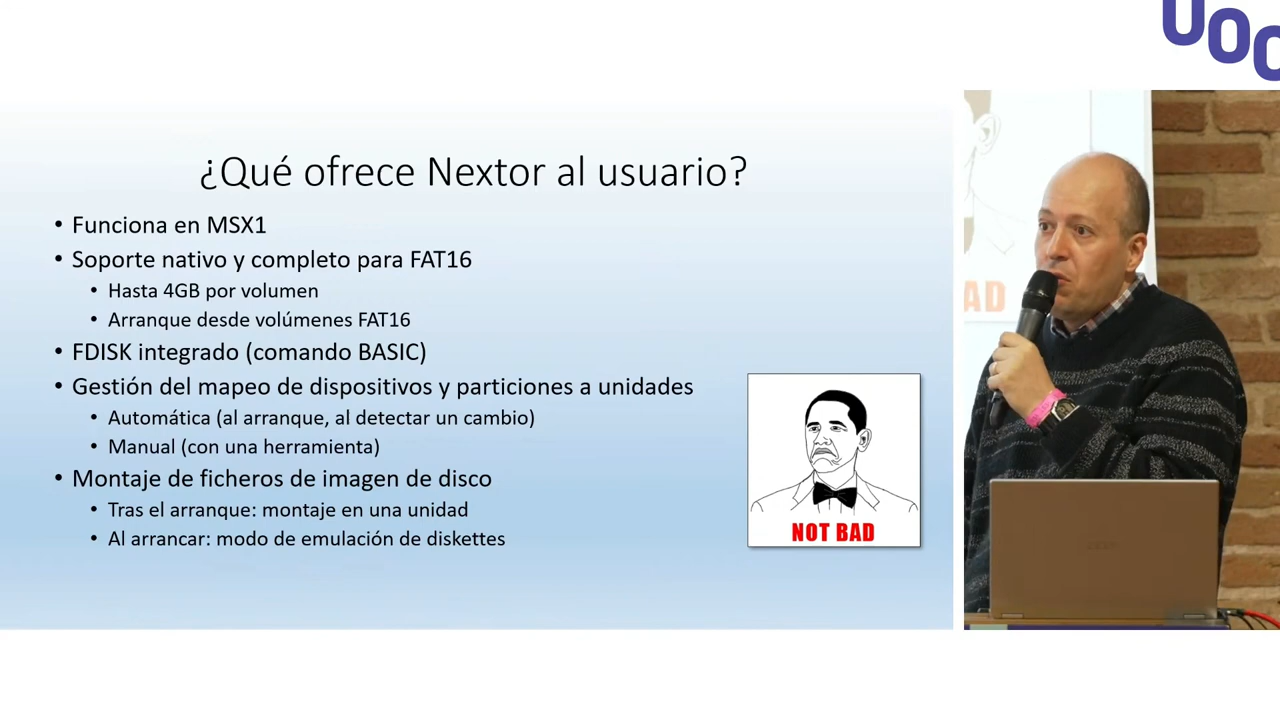 UOC
¿Qué ofrece Nextor al usuario?
• Funciona en MSX1
• Soporte nativo y completo para FAT16
• Hasta 4GB por volumen
• Arranque desde volúmenes FAT16
• FDISK integrado (comando BASIC)
• Gestión del mapeo de dispositivos y particiones a unidades
• Automática (al arranque, al detectar un cambio)
• Manual (con una herramienta)
• Montaje de ficheros de imagen de disco
• Tras el arranque: montaje en una unidad
• Al arrancar: modo de emulación de diskettes
NOT BAD
AD